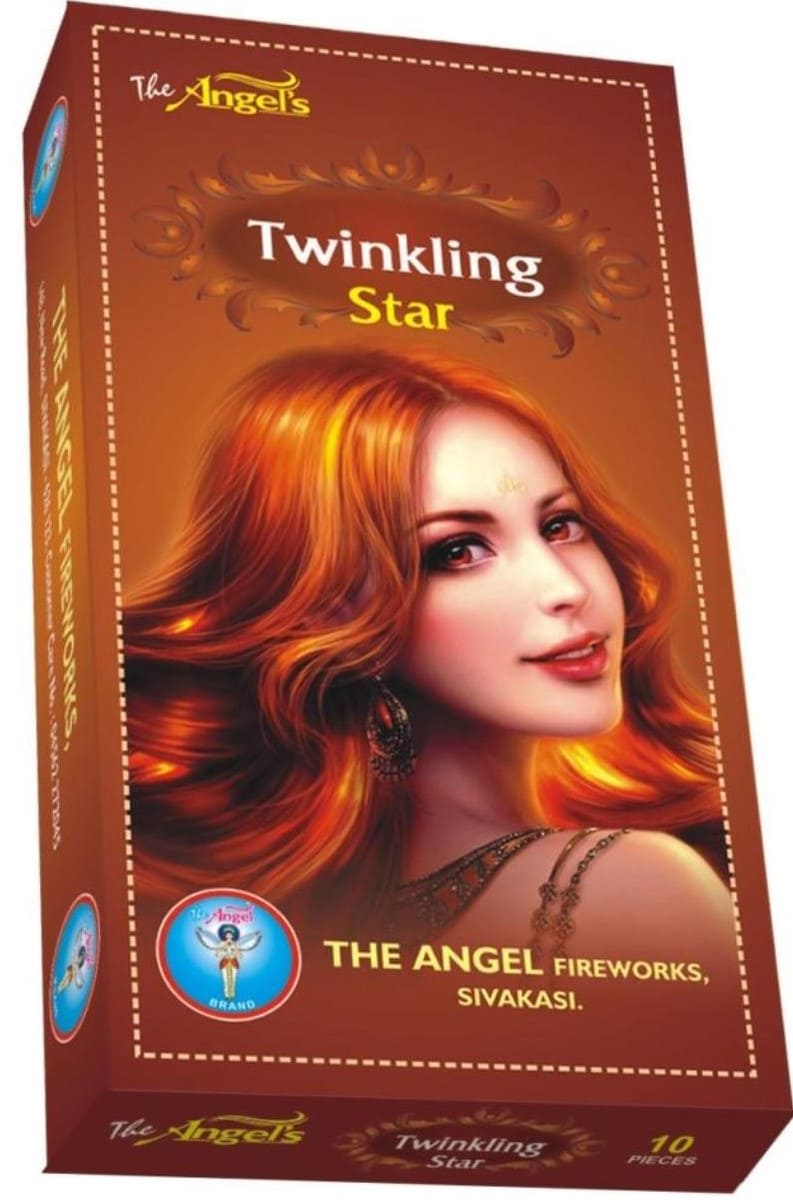 The Angel's
Twinkling
Star
The Angel
BRAND
THE ANGEL FIREWORKS,
SIVAKASI.
THE ANGEL FIREWORKS,
The Angel's
Twinkling
Star
10
PIECES